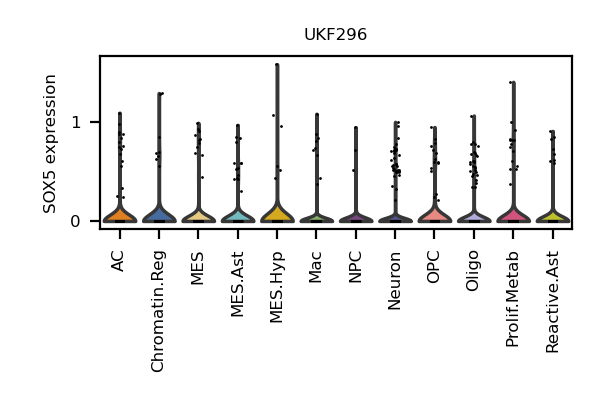 UKF296
SOX5 expression
1
0
AC
Chromatin.Reg
MES
MES.Ast
MES.Hyp
Mac
NPC
Neuron
OPC
Oligo
Prolif.Metab
Reactive.Ast